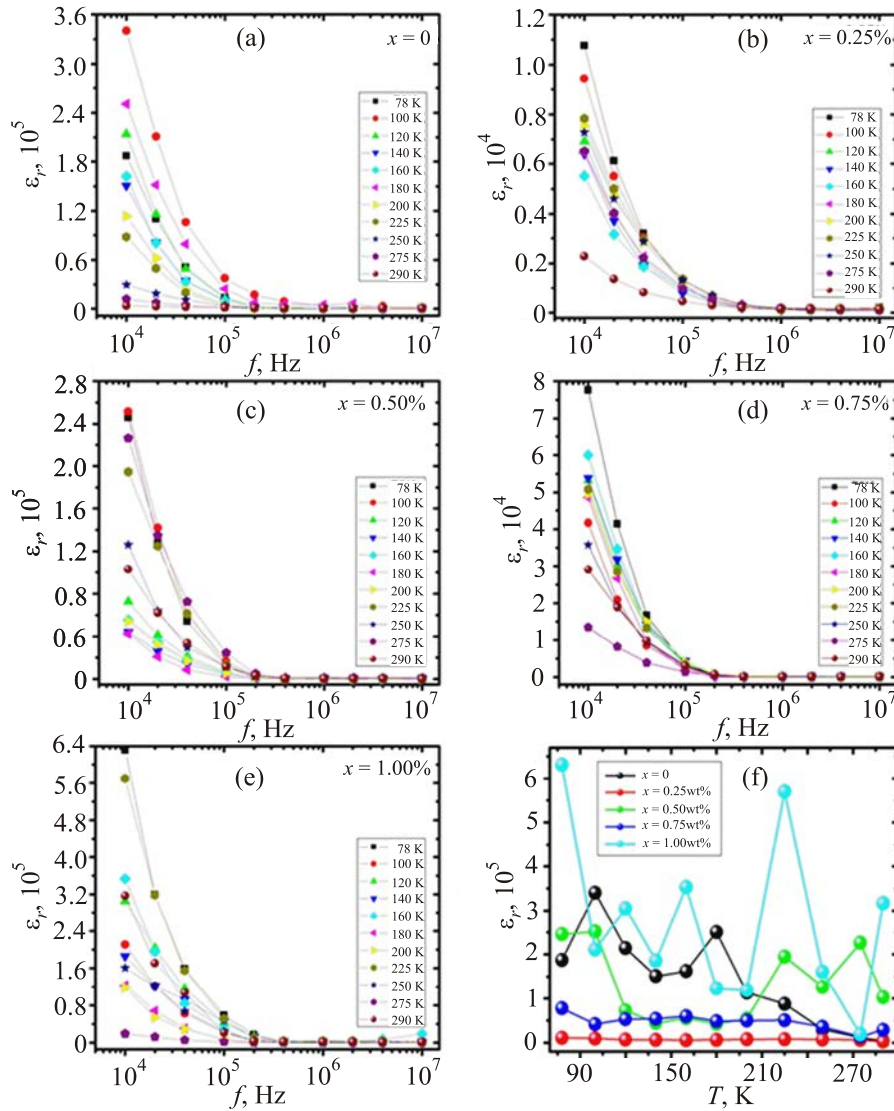 3.6
3.0
2.4
1.8
1.2
0.6
0
εr, 10^5
(a)
x = 0
78 K
100 K
120 K
140 K
160 K
180 K
200 K
225 K
250 K
275 K
290 K
10^4 10^5 10^6 10^7
f, Hz
1.2
1.0
0.8
0.6
0.4
0.2
0
εr, 10^4
(b)
x = 0.25%
78 K
100 K
120 K
140 K
160 K
180 K
200 K
225 K
250 K
275 K
290 K
10^4 10^5 10^6 10^7
f, Hz
2.8
2.4
2.0
1.2
0.8
0.6
0
εr, 10^5
(c)
x = 0.50%
78 K
100 K
120 K
140 K
160 K
180 K
200 K
225 K
250 K
275 K
290 K
10^4 10^5 10^6 10^7
f, Hz
8
7
6
5
4
3
2
1
0
εr, 10^4
(d)
x = 0.75%
78 K
100 K
120 K
140 K
160 K
180 K
200 K
225 K
250 K
275 K
290 K
10^4 10^5 10^6 10^7
f, Hz
6.4
5.6
4.8
4.0
3.2
2.4
1.6
0.8
0
εr, 10^5
(e)
x = 1.00%
78 K
100 K
120 K
140 K
160 K
180 K
200 K
225 K
250 K
275 K
290 K
10^4 10^5 10^6 10^7
f, Hz
6
5
4
3
2
1
0
εr, 10^5
(f)
x = 0
x = 0.25wt%
x = 0.50wt%
x = 0.75wt%
x = 1.00wt%
90 150 210 270
T, K